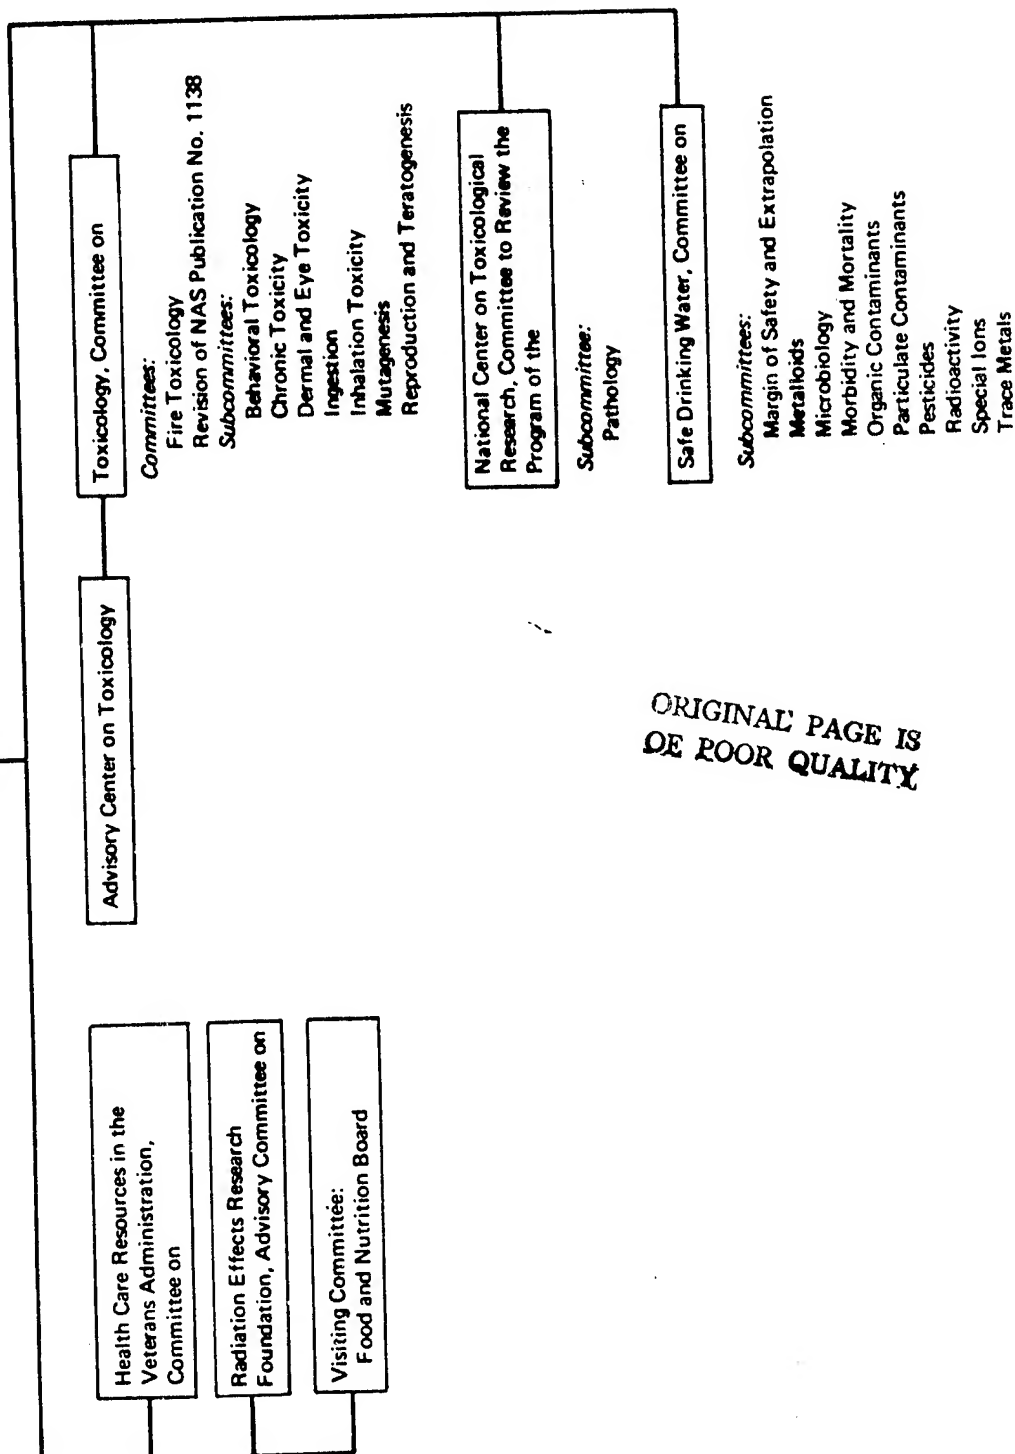 Health Care Resources in the
Veterans Administration,
Committee on
Radiation Effects Research
Foundation, Advisory Committee on
Visiting Committee:
Food and Nutrition Board
Advisory Center on Toxicology
Toxicology, Committee on
Committees:
Fire Toxicology
Revision of NAS Publication No. 1138
Subcommittees:
Behavioral Toxicology
Chronic Toxicity
Dermal and Eye Toxicity
Ingestion
Inhalation Toxicity
Mutagenesis
Reproduction and Teratogenesis
National Center on Toxicological
Research, Committee to Review the
Program of the
Subcommittee:
Pathology
Safe Drinking Water, Committee on
Subcommittees:
Margin of Safety and Extrapolation
Metalloids
Microbiology
Morbidity and Mortality
Organic Contaminants
Particulate Contaminants
Pesticides
Radioactivity
Special Ions
Trace Metals
ORIGINAL PAGE IS
OE POOR QUALITY